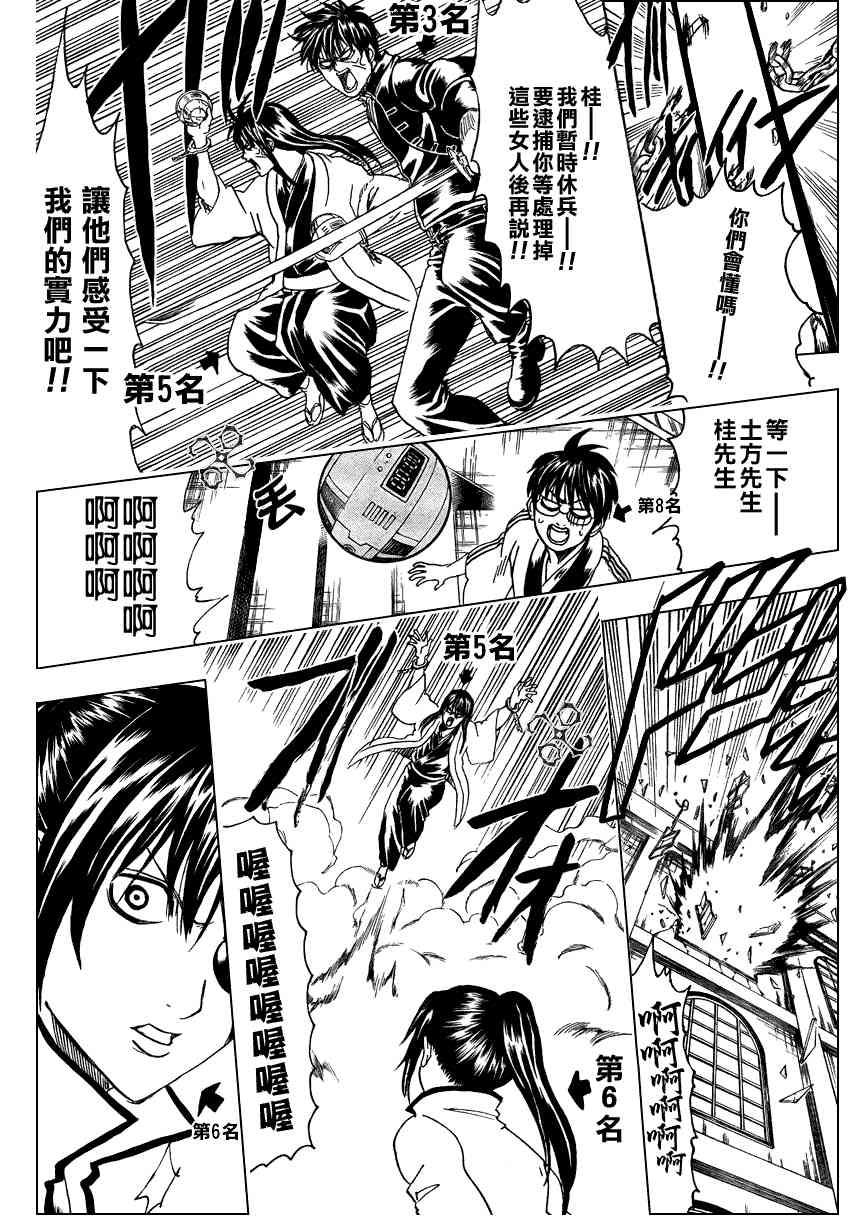 你們會懂嗎——!!
第3名
桂——!!
我們暫時休兵——!!
要逮捕你等處理掉
這些女人後再說!!
讓他們感受一下
我們的實力吧!!
第5名
等一下——
土方先生
桂先生
第8名
丟
啊啊啊啊
啊啊啊
啊啊啊啊啊啊
第5名
喔喔喔喔喔喔喔喔
第6名
第6名